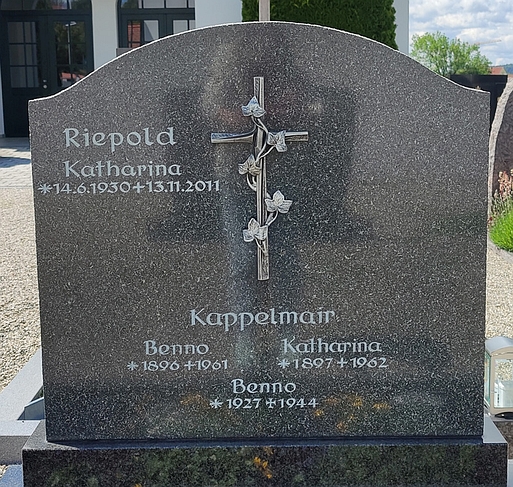 Riepold
Katharina
*14.6.1930+13.11.2011
Kappelmair
Benno Katharina
*1896+1961 *1897+1962
Benno
*1927✠1944